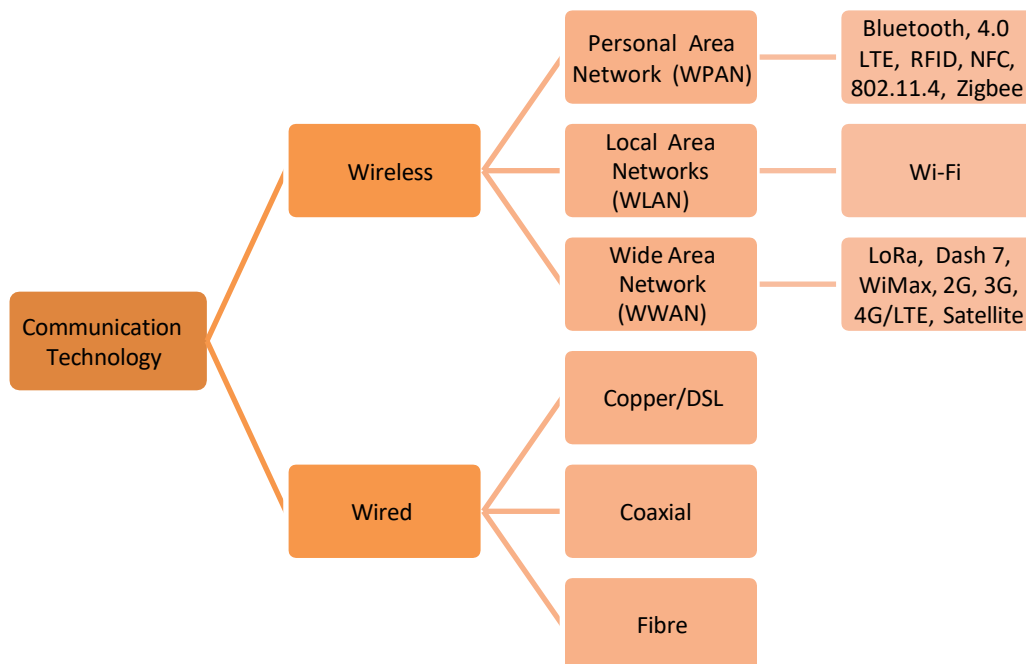 Communication
Technology
Wireless
Personal Area
Network (WPAN)
Bluetooth, 4.0
LTE, RFID, NFC,
802.11.4, Zigbee
Local Area
Networks
(WLAN)
Wi-Fi
Wide Area
Network
(WWAN)
LoRa, Dash 7,
WiMax, 2G, 3G,
4G/LTE, Satellite
Wired
Copper/DSL
Coaxial
Fibre